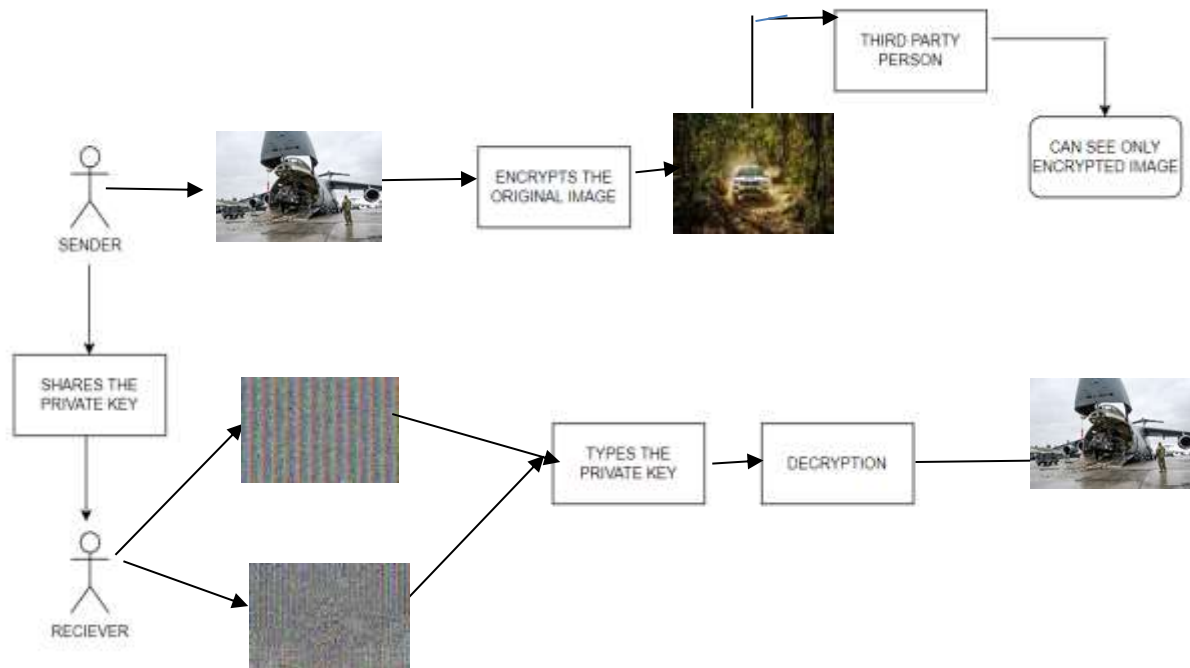 THIRD PARTY
PERSON
CAN SEE ONLY
ENCRYPTED IMAGE
ENCRYPTS THE
ORIGINAL IMAGE
SENDER
SHARES THE
PRIVATE KEY
TYPES THE
PRIVATE KEY
DECRYPTION
RECIEVER